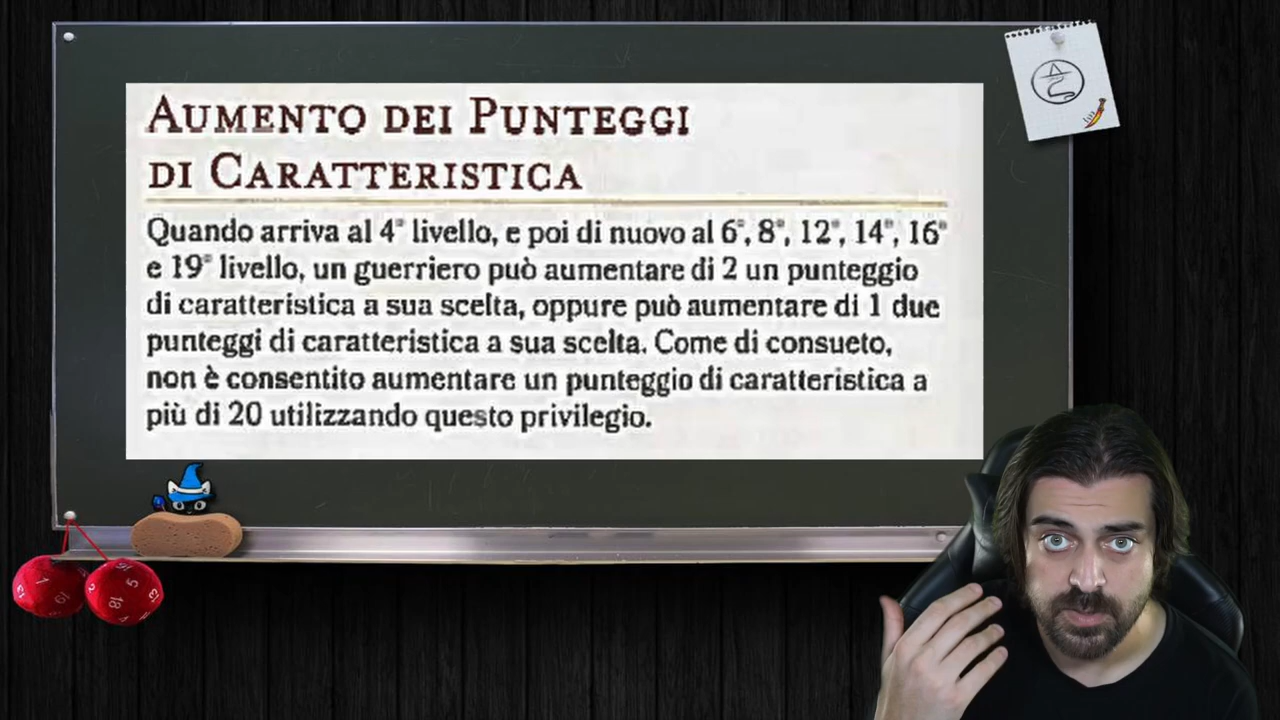 AUMENTO DEI PUNTEGGI
DI CARATTERISTICA
Quando arriva al 4° livello, e poi di nuovo al 6°, 8°, 12°, 14°, 16°
e 19° livello, un guerriero può aumentare di 2 un punteggio
di caratteristica a sua scelta, oppure può aumentare di 1 due
punteggi di caratteristica a sua scelta. Come di consueto,
non è consentito aumentare un punteggio di caratteristica a
più di 20 utilizzando questo privilegio.